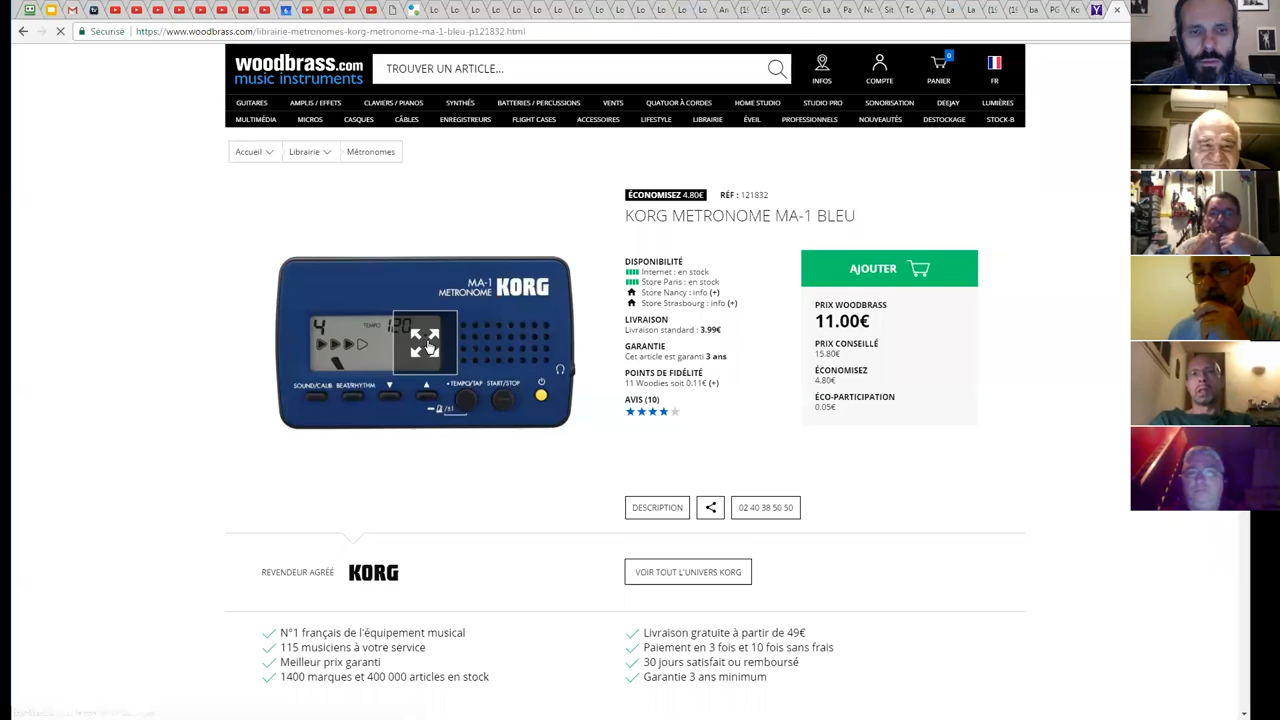 Sécurisé https://www.woodbrass.com/librairie-metronomes-korg-metronome-ma-1-bleu-p121832.html
woodbrass.com
music instruments
TROUVER UN ARTICLE...
INFOS
COMPTE
0
PANIER
FR
GUITARES AMPLIS / EFFETS CLAVIERS / PIANOS SYNTHÉS BATTERIES / PERCUSSIONS VENTS QUATUOR À CORDES HOME STUDIO STUDIO PRO SONORISATION DEEJAY LUMIÈRES
MULTIMÉDIA MICROS CASQUES CÂBLES ENREGISTREURS FLIGHT CASES ACCESSOIRES LIFESTYLE LIBRAIRIE ÉVEIL PROFESSIONNELS NOUVEAUTÉS DESTOCKAGE STOCK-B
Accueil Librairie Métronomes
ÉCONOMISEZ 4.80€ RÉF : 121832
KORG METRONOME MA-1 BLEU
MA-1
METRONOME KORG
4 TEMPO 120
SOUND/CALIB BEAT/RHYTHM TEMPO/TAP START/STOP
DISPONIBILITÉ
Internet : en stock
Store Paris : en stock
Store Nancy : info (+)
Store Strasbourg : info (+)
LIVRAISON
Livraison standard : 3.99€
GARANTIE
Cet article est garanti 3 ans
POINTS DE FIDÉLITÉ
11 Woodies soit 0.11€ (+)
AVIS (10)
AJOUTER
PRIX WOODBRASS
11.00€
PRIX CONSEILLÉ
15.80€
ÉCONOMISEZ
4.80€
ÉCO-PARTICIPATION
0.05€
DESCRIPTION
02 40 38 50 50
REVENDEUR AGRÉÉ KORG
VOIR TOUT L'UNIVERS KORG
N°1 français de l'équipement musical
115 musiciens à votre service
Meilleur prix garanti
1400 marques et 400 000 articles en stock
Livraison gratuite à partir de 49€
Paiement en 3 fois et 10 fois sans frais
30 jours satisfait ou remboursé
Garantie 3 ans minimum